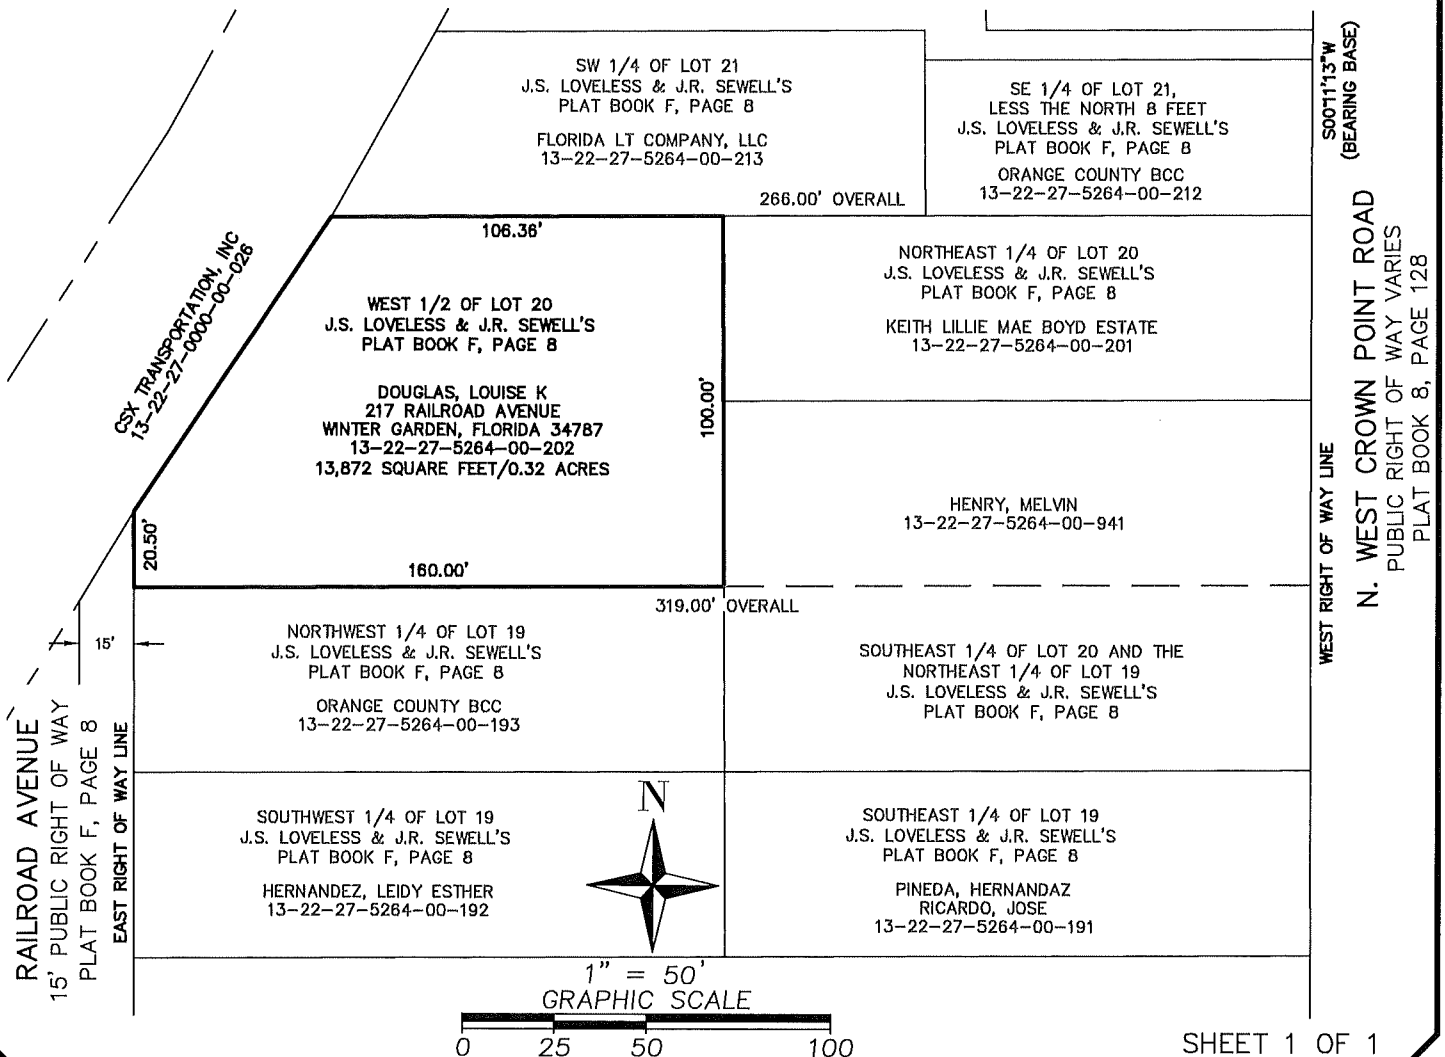 SW 1/4 OF LOT 21
J.S. LOVELESS & J.R. SEWELL'S
PLAT BOOK F, PAGE 8
FLORIDA LT COMPANY, LLC
13-22-27-5264-00-213
266.00' OVERALL
SE 1/4 OF LOT 21,
LESS THE NORTH 8 FEET
J.S. LOVELESS & J.R. SEWELL'S
PLAT BOOK F, PAGE 8
ORANGE COUNTY BCC
13-22-27-5264-00-212
S00°11'13"W
(BEARING BASE)
CSX TRANSPORTATION, INC
13-22-27-0000-00-026
106.36'
WEST 1/2 OF LOT 20
J.S. LOVELESS & J.R. SEWELL'S
PLAT BOOK F, PAGE 8
DOUGLAS, LOUISE K
217 RAILROAD AVENUE
WINTER GARDEN, FLORIDA 34787
13-22-27-5264-00-202
13,872 SQUARE FEET/0.32 ACRES
100.00'
20.50'
160.00'
NORTHEAST 1/4 OF LOT 20
J.S. LOVELESS & J.R. SEWELL'S
PLAT BOOK F, PAGE 8
KEITH LILLIE MAE BOYD ESTATE
13-22-27-5264-00-201
HENRY, MELVIN
13-22-27-5264-00-941
WEST RIGHT OF WAY LINE
N. WEST CROWN POINT ROAD
PUBLIC RIGHT OF WAY VARIES
PLAT BOOK 8, PAGE 128
319.00' OVERALL
15'
NORTHWEST 1/4 OF LOT 19
J.S. LOVELESS & J.R. SEWELL'S
PLAT BOOK F, PAGE 8
ORANGE COUNTY BCC
13-22-27-5264-00-193
SOUTHEAST 1/4 OF LOT 20 AND THE
NORTHEAST 1/4 OF LOT 19
J.S. LOVELESS & J.R. SEWELL'S
PLAT BOOK F, PAGE 8
RAILROAD AVENUE
15' PUBLIC RIGHT OF WAY
PLAT BOOK F, PAGE 8
EAST RIGHT OF WAY LINE
SOUTHWEST 1/4 OF LOT 19
J.S. LOVELESS & J.R. SEWELL'S
PLAT BOOK F, PAGE 8
HERNANDEZ, LEIDY ESTHER
13-22-27-5264-00-192
N
SOUTHEAST 1/4 OF LOT 19
J.S. LOVELESS & J.R. SEWELL'S
PLAT BOOK F, PAGE 8
PINEDA, HERNANDAZ
RICARDO, JOSE
13-22-27-5264-00-191
1" = 50'
GRAPHIC SCALE
0 25 50 100
SHEET 1 OF 1